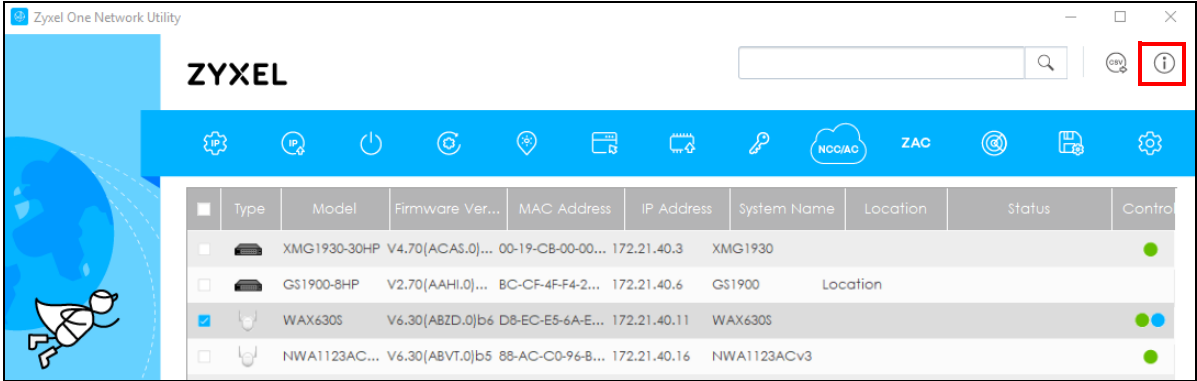 Zyxel One Network Utility
ZYXEL
CSV
IP IP NCC/AC ZAC
Type Model Firmware Ver... MAC Address IP Address System Name Location Status Control
XMG1930-30HP V4.70(ACAS.0)... 00-19-CB-00-00... 172.21.40.3 XMG1930
GS1900-8HP V2.70(AAHI.0)... BC-CF-4F-F4-2... 172.21.40.6 GS1900 Location
WAX630S V6.30(ABZD.0)b6 D8-EC-E5-6A-E... 172.21.40.11 WAX630S
NWA1123AC... V6.30(ABVT.0)b5 88-AC-C0-96-B... 172.21.40.16 NWA1123ACv3